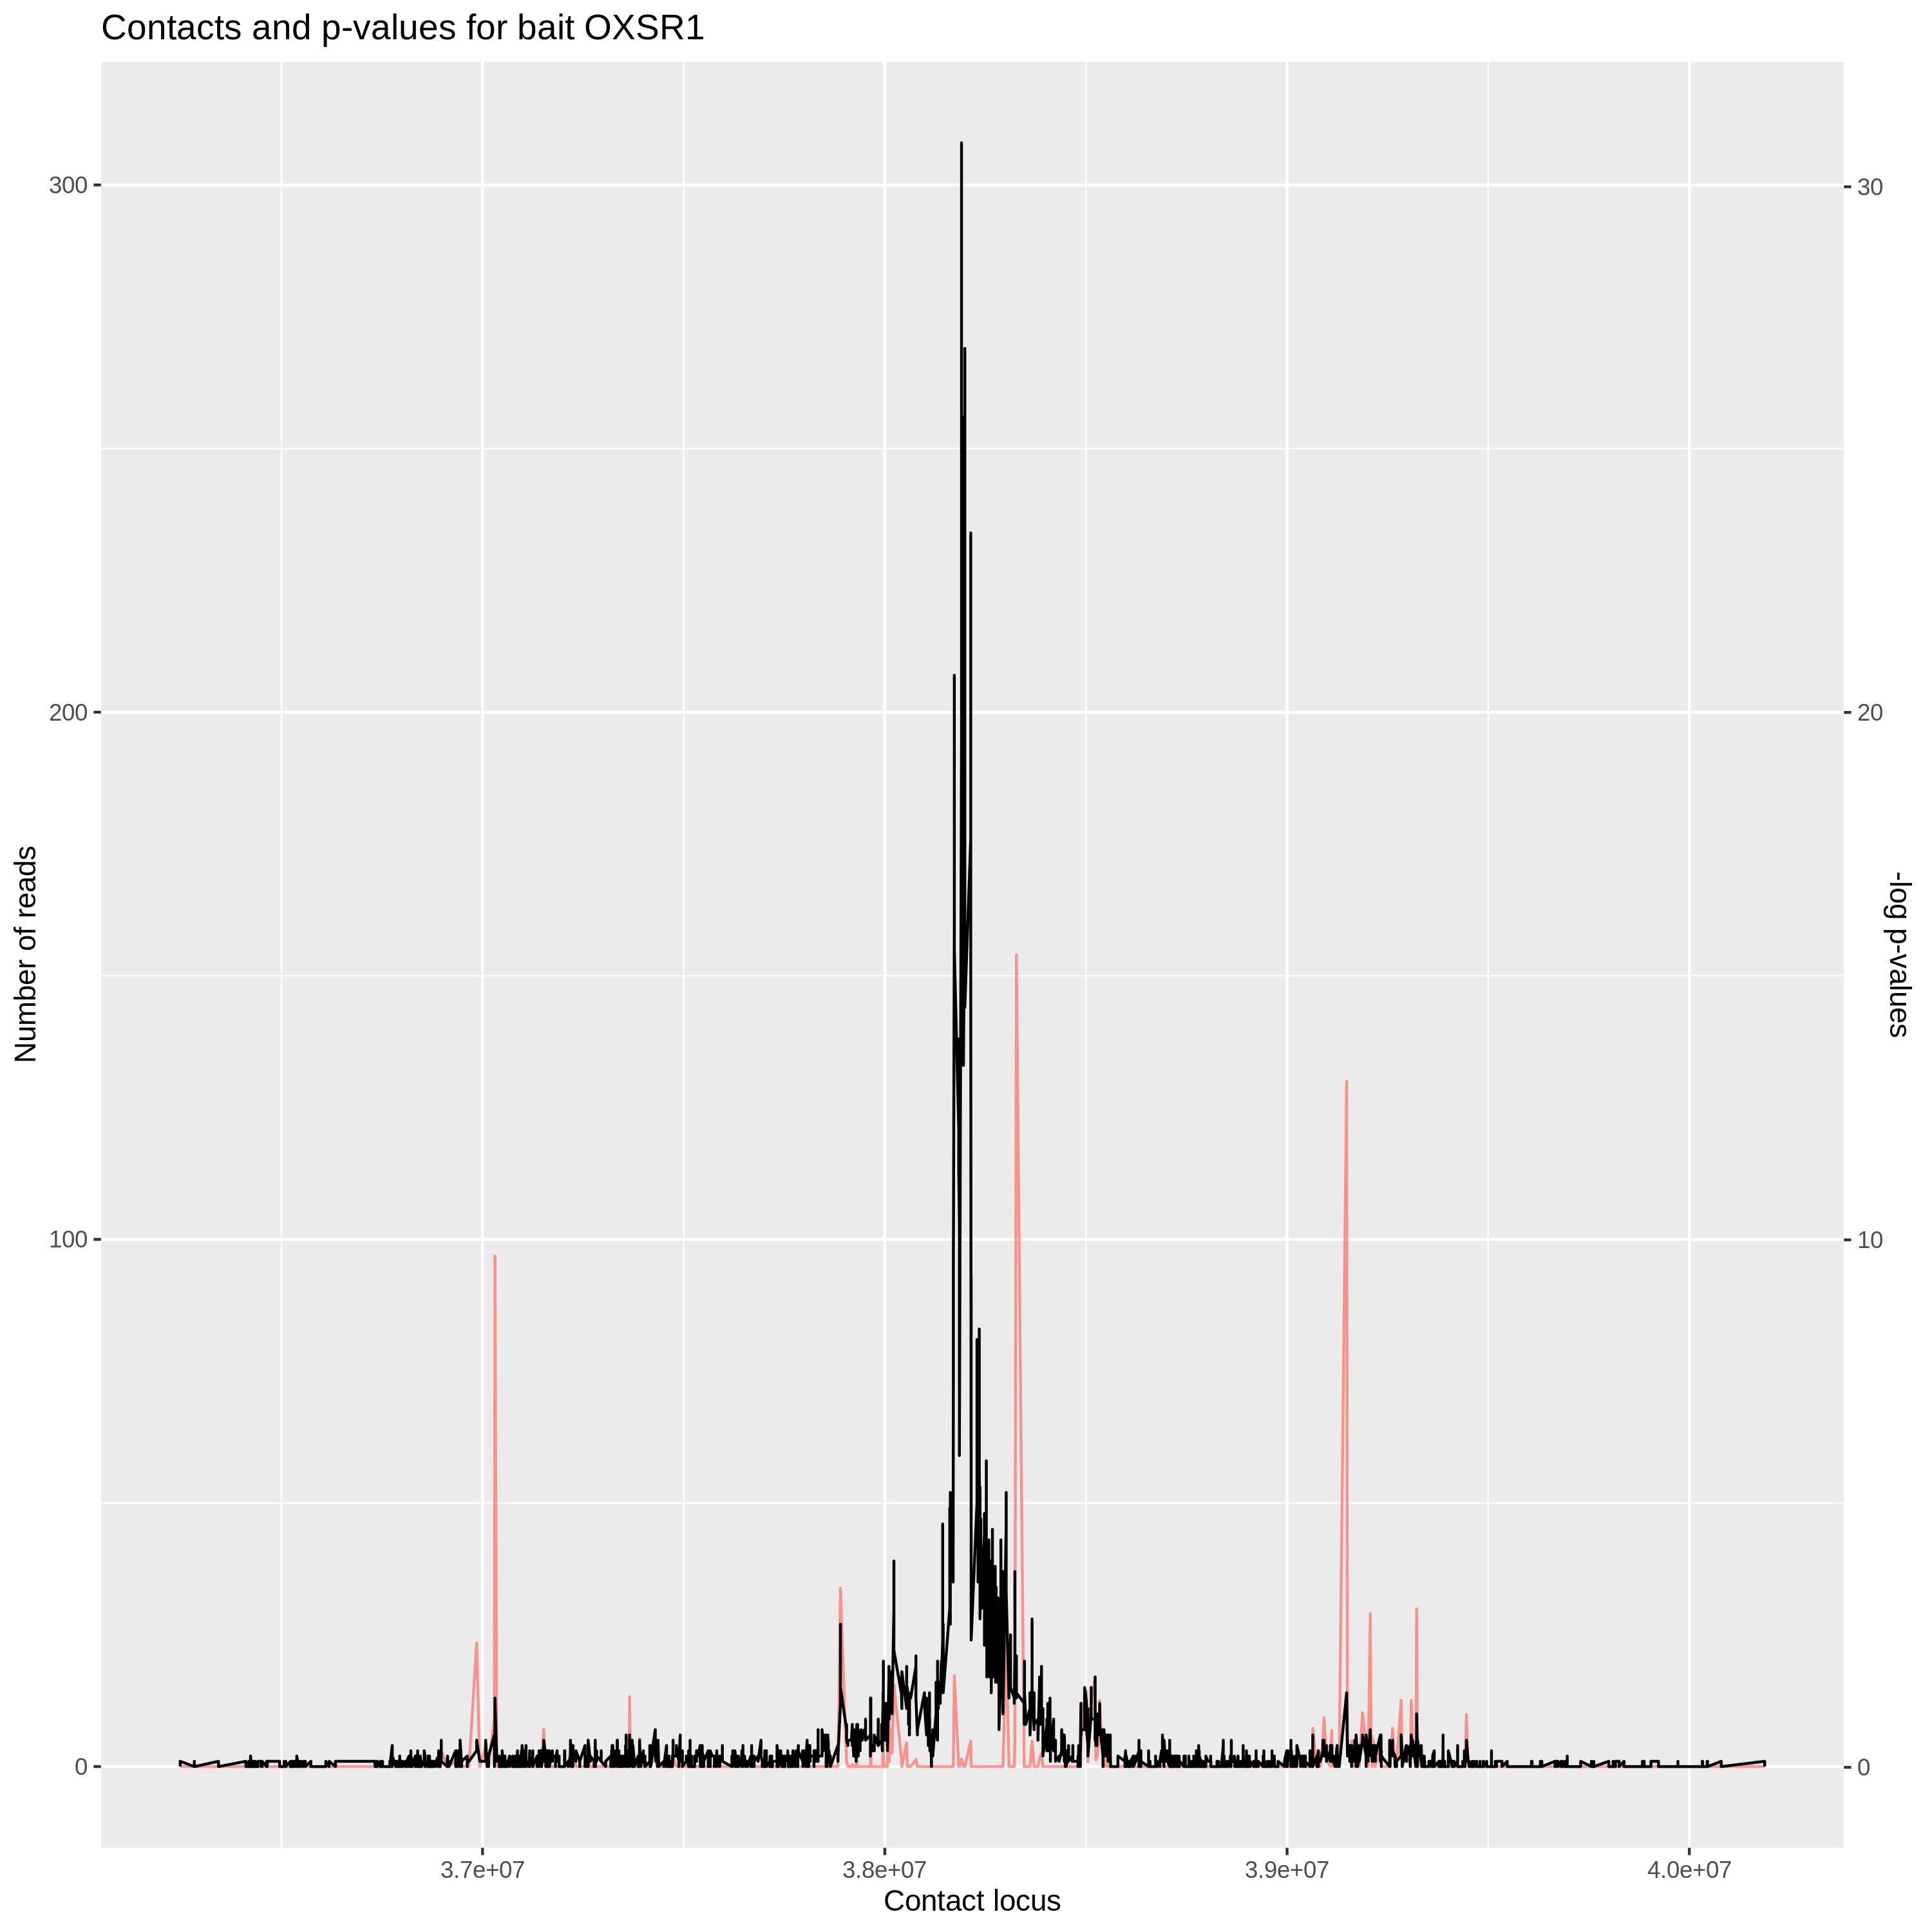 Contacts and p-values for bait OXSR1
300
200
100
0
Number of reads
30
20
10
0
-log p-values
3.7e+07
3.8e+07
3.9e+07
4.0e+07
Contact locus